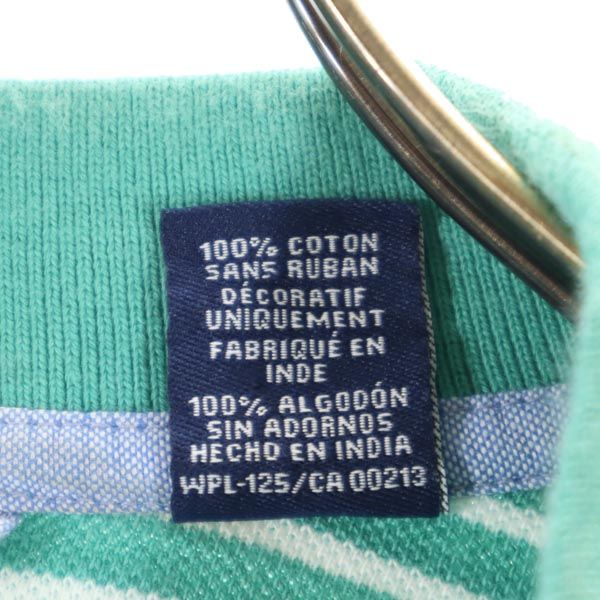 100% COTON
SANS RUBAN
DÉCORATIF
UNIQUEMENT
FABRIQUÉ EN
INDE
100% ALGODÓN
SIN ADORNOS
HECHO EN INDIA
WPL-125/CA 00213